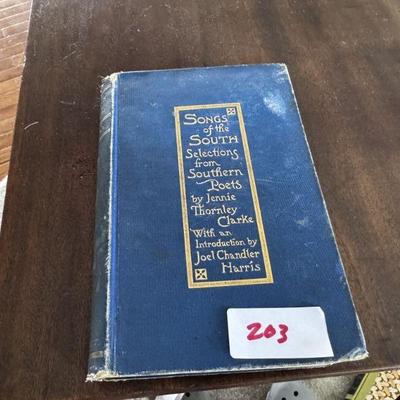 SONGS
of the
SOUTH
Selections
from
Southern
Poets
by Jennie
Thornley
Clarke
With an
Introduction by
Joel Chandler
Harris
203